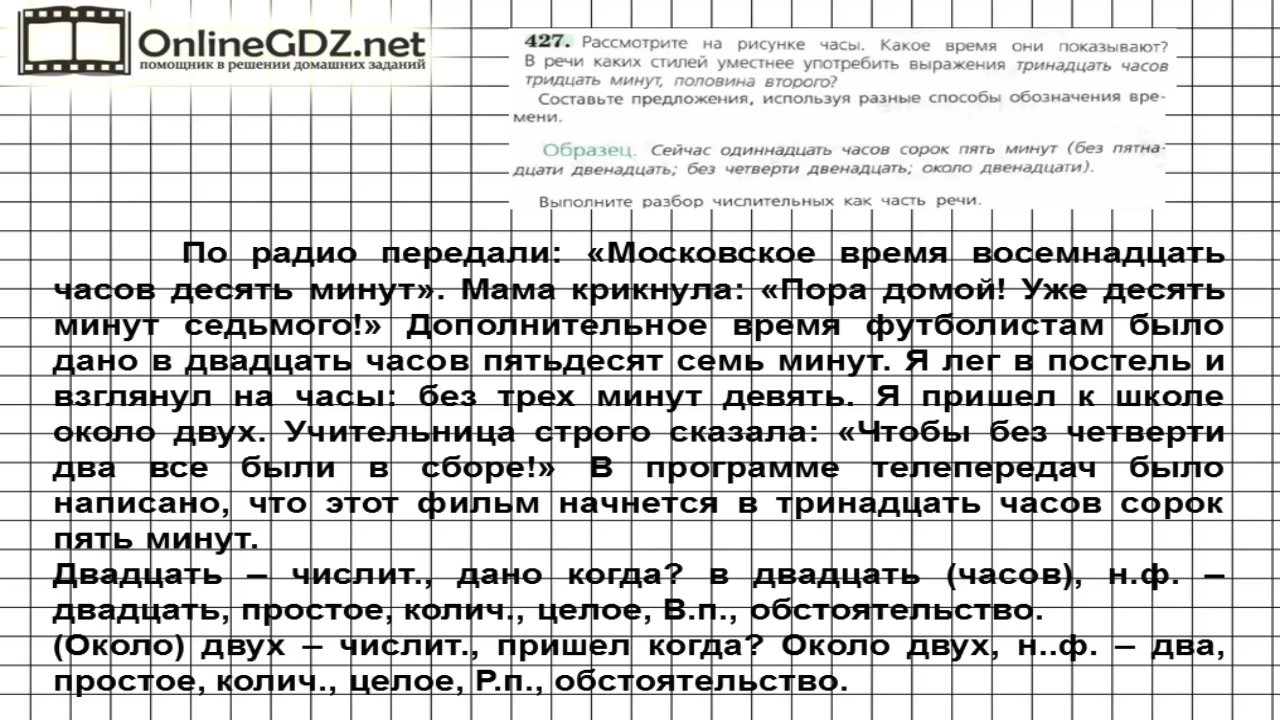 OnlineGDZ.net
помощник в решении домашних заданий
427. Рассмотрите на рисунке часы. Какое время они показывают?
В речи каких стилей уместнее употребить выражения тринадцать часов
тридцать минут, половина второго?
Составьте предложения, используя разные способы обозначения вре-
мени.
Образец. Сейчас одиннадцать часов сорок пять минут (без пятна-
дцати двенадцать; без четверти двенадцать; около двенадцати).
Выполните разбор числительных как часть речи.
По радио передали: «Московское время восемнадцать
часов десять минут». Мама крикнула: «Пора домой! Уже десять
минут седьмого!» Дополнительное время футболистам было
дано в двадцать часов пятьдесят семь минут. Я лег в постель и
взглянул на часы: без трех минут девять. Я пришел к школе
около двух. Учительница строго сказала: «Чтобы без четверти
два все были в сборе!» В программе телепередач было
написано, что этот фильм начнется в тринадцать часов сорок
пять минут.
Двадцать – числит., дано когда? в двадцать (часов), н.ф. –
двадцать, простое, колич., целое, В.п., обстоятельство.
(Около) двух – числит., пришел когда? Около двух, н..ф. – два,
простое, колич., целое, Р.п., обстоятельство.